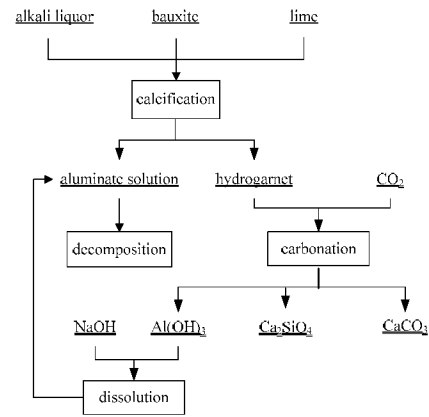 alkali liquor bauxite lime
calcification
aluminate solution hydrogarnet CO₂
decomposition carbonation
NaOH Al(OH)₃ Ca₂SiO₄ CaCO₃
dissolution